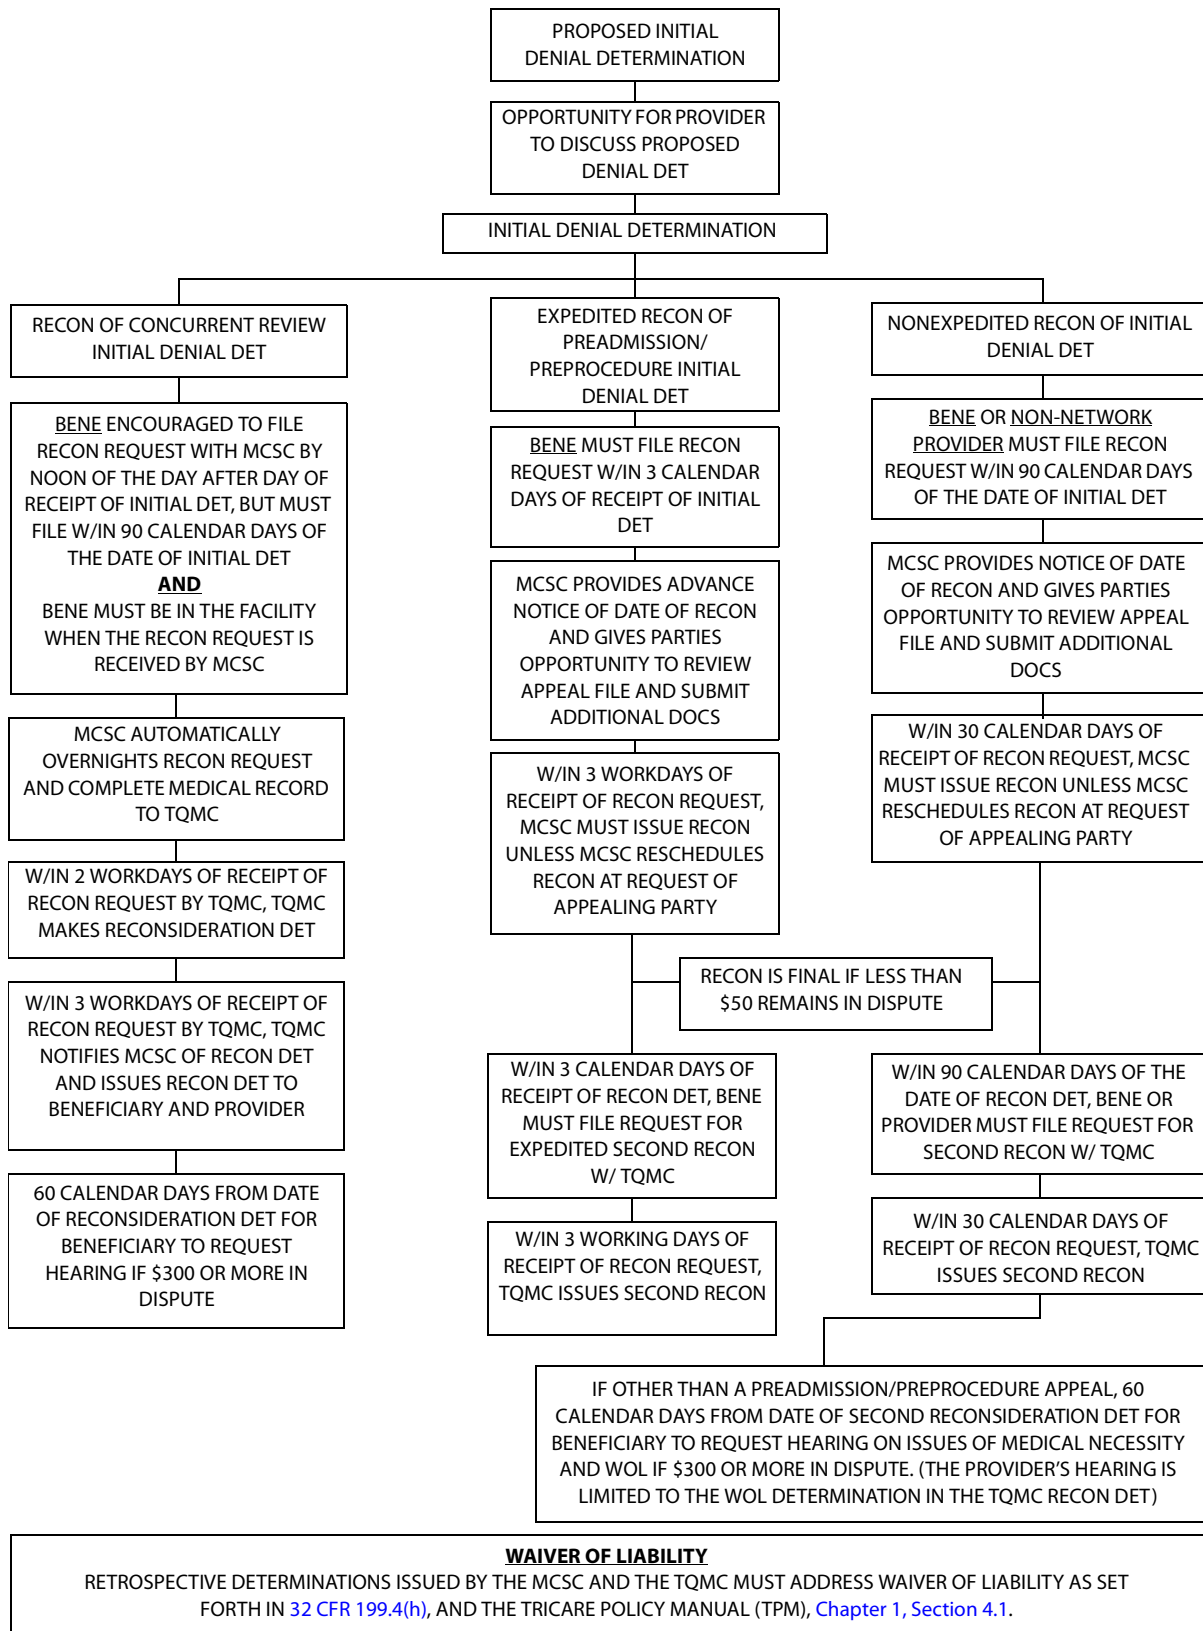 PROPOSED INITIAL
DENIAL DETERMINATION
OPPORTUNITY FOR PROVIDER
TO DISCUSS PROPOSED
DENIAL DET
INITIAL DENIAL DETERMINATION
RECON OF CONCURRENT REVIEW
INITIAL DENIAL DET
BENE ENCOURAGED TO FILE
RECON REQUEST WITH MCSC BY
NOON OF THE DAY AFTER DAY OF
RECEIPT OF INITIAL DET, BUT MUST
FILE W/IN 90 CALENDAR DAYS OF
THE DATE OF INITIAL DET
AND
BENE MUST BE IN THE FACILITY
WHEN THE RECON REQUEST IS
RECEIVED BY MCSC
MCSC AUTOMATICALLY
OVERNIGHTS RECON REQUEST
AND COMPLETE MEDICAL RECORD
TO TQMC
W/IN 2 WORKDAYS OF RECEIPT OF
RECON REQUEST BY TQMC, TQMC
MAKES RECONSIDERATION DET
W/IN 3 WORKDAYS OF RECEIPT OF
RECON REQUEST BY TQMC, TQMC
NOTIFIES MCSC OF RECON DET
AND ISSUES RECON DET TO
BENEFICIARY AND PROVIDER
60 CALENDAR DAYS FROM DATE
OF RECONSIDERATION DET FOR
BENEFICIARY TO REQUEST
HEARING IF $300 OR MORE IN
DISPUTE
EXPEDITED RECON OF
PREADMISSION/
PREPROCEDURE INITIAL
DENIAL DET
BENE MUST FILE RECON
REQUEST W/IN 3 CALENDAR
DAYS OF RECEIPT OF INITIAL
DET
MCSC PROVIDES ADVANCE
NOTICE OF DATE OF RECON
AND GIVES PARTIES
OPPORTUNITY TO REVIEW
APPEAL FILE AND SUBMIT
ADDITIONAL DOCS
W/IN 3 WORKDAYS OF
RECEIPT OF RECON REQUEST,
MCSC MUST ISSUE RECON
UNLESS MCSC RESCHEDULES
RECON AT REQUEST OF
APPEALING PARTY
NONEXPEDITED RECON OF INITIAL
DENIAL DET
BENE OR NON-NETWORK
PROVIDER MUST FILE RECON
REQUEST W/IN 90 CALENDAR DAYS
OF THE DATE OF INITIAL DET
MCSC PROVIDES NOTICE OF DATE
OF RECON AND GIVES PARTIES
OPPORTUNITY TO REVIEW APPEAL
FILE AND SUBMIT ADDITIONAL
DOCS
W/IN 30 CALENDAR DAYS OF
RECEIPT OF RECON REQUEST, MCSC
MUST ISSUE RECON UNLESS MCSC
RESCHEDULES RECON AT REQUEST
OF APPEALING PARTY
RECON IS FINAL IF LESS THAN
$50 REMAINS IN DISPUTE
W/IN 3 CALENDAR DAYS OF
RECEIPT OF RECON DET, BENE
MUST FILE REQUEST FOR
EXPEDITED SECOND RECON
W/ TQMC
W/IN 3 WORKING DAYS OF
RECEIPT OF RECON REQUEST,
TQMC ISSUES SECOND RECON
W/IN 90 CALENDAR DAYS OF THE
DATE OF RECON DET, BENE OR
PROVIDER MUST FILE REQUEST FOR
SECOND RECON W/ TQMC
W/IN 30 CALENDAR DAYS OF
RECEIPT OF RECON REQUEST, TQMC
ISSUES SECOND RECON
IF OTHER THAN A PREADMISSION/PREPROCEDURE APPEAL, 60
CALENDAR DAYS FROM DATE OF SECOND RECONSIDERATION DET FOR
BENEFICIARY TO REQUEST HEARING ON ISSUES OF MEDICAL NECESSITY
AND WOL IF $300 OR MORE IN DISPUTE. (THE PROVIDER'S HEARING IS
LIMITED TO THE WOL DETERMINATION IN THE TQMC RECON DET)
WAIVER OF LIABILITY
RETROSPECTIVE DETERMINATIONS ISSUED BY THE MCSC AND THE TQMC MUST ADDRESS WAIVER OF LIABILITY AS SET
FORTH IN 32 CFR 199.4(h), AND THE TRICARE POLICY MANUAL (TPM), Chapter 1, Section 4.1.